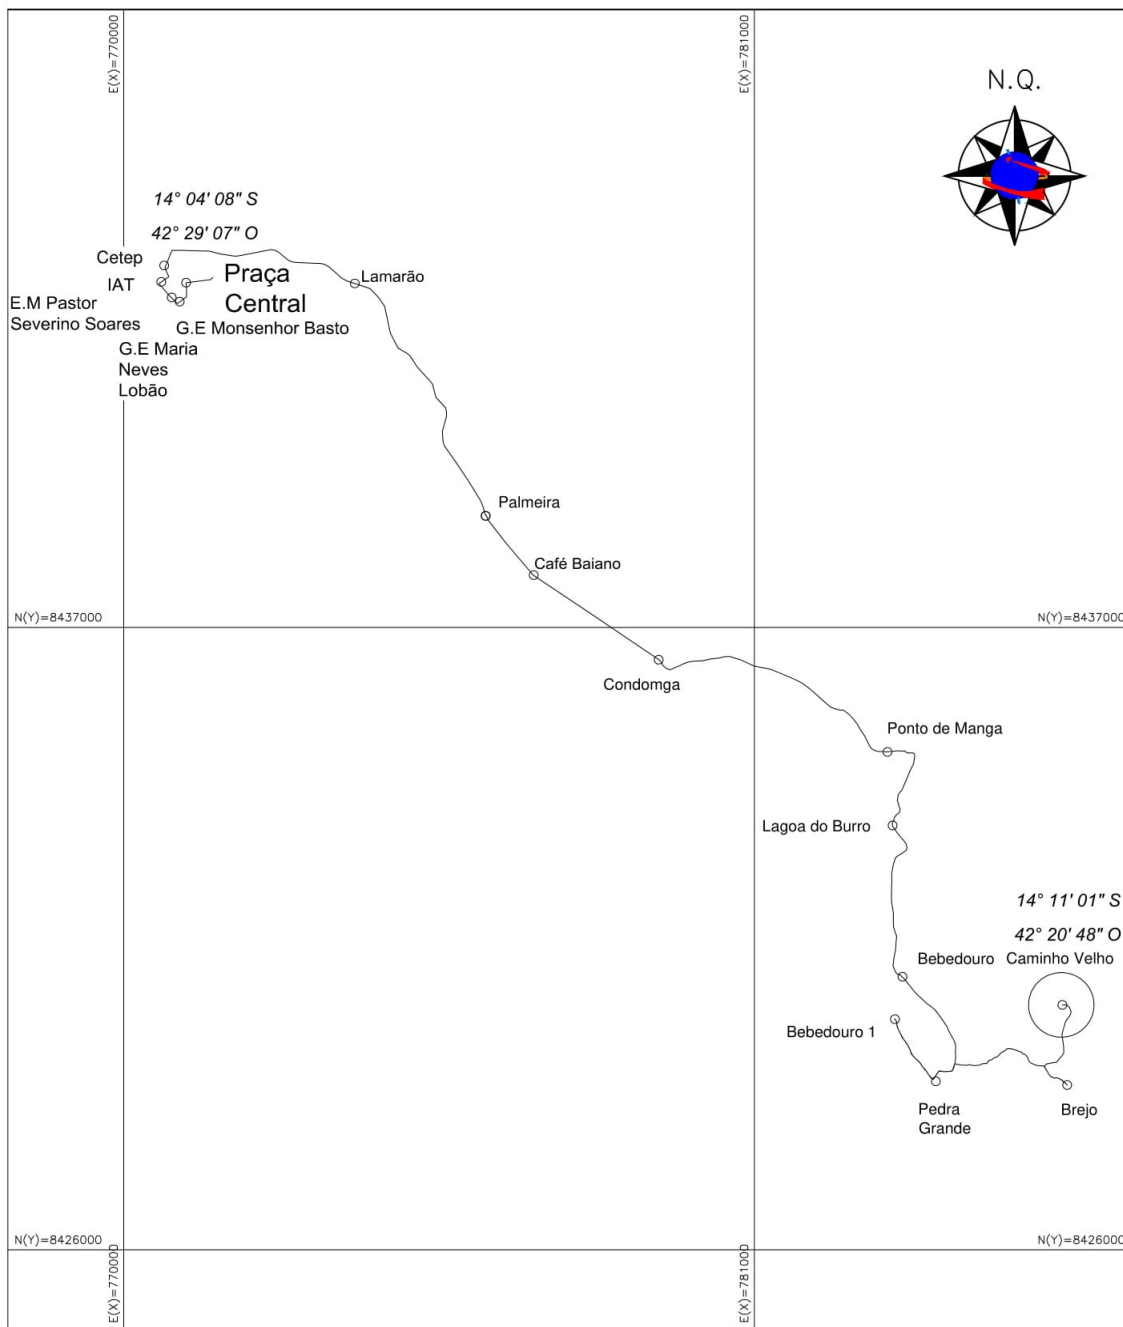 E(X)=770000
E(X)=781000
N.Q.
14° 04' 08" S
42° 29' 07" O
Cetep
IAT
Praça
Central
Lamarão
E.M Pastor
Severino Soares
G.E Monsenhor Basto
G.E Maria
Neves
Lobão
Palmeira
Café Baiano
N(Y)=8437000
N(Y)=8437000
Condomga
Ponto de Manga
Lagoa do Burro
14° 11' 01" S
42° 20' 48" O
Bebedouro
Caminho Velho
Bebedouro 1
Pedra
Grande
Brejo
N(Y)=8426000
N(Y)=8426000
E(X)=770000
E(X)=781000